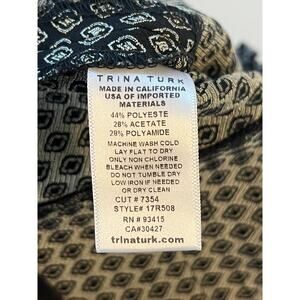 TRINA TURK
MADE IN CALIFORNIA
USA OF IMPORTED
MATERIALS
44% POLYESTE
28% ACETATE
28% POLYAMIDE
MACHINE WASH COLD
LAY FLAT TO DRY
ONLY NON CHLORINE
BLEACH WHEN NEEDED
DO NOT TUMBLE DRY
LOW IRON IF NEEDED
OR DRY CLEAN
CUT # 7354
STYLE# 17R508
RN # 93415
CA#30427
trinaturk.com